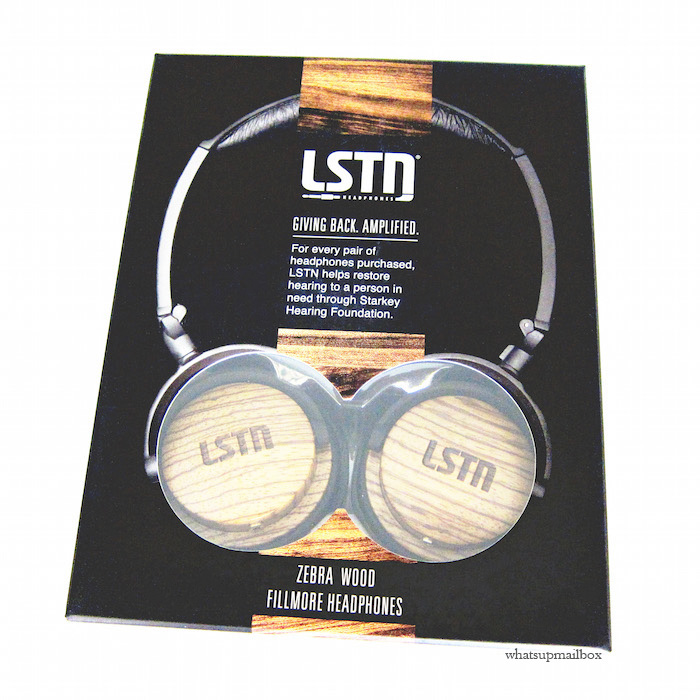 LSTN
HEADPHONES
GIVING BACK. AMPLIFIED.
For every pair of
headphones purchased,
LSTN helps restore
hearing to a person in
need through Starkey
Hearing Foundation.
LSTN
LSTN
ZEBRA WOOD
FILLMORE HEADPHONES
whatsupmailbox